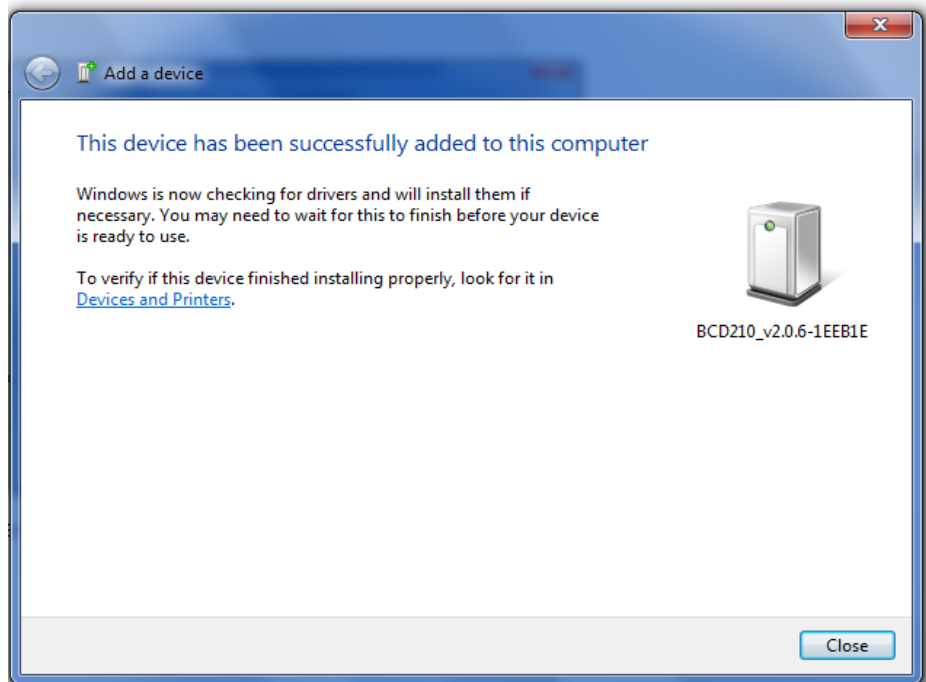 Add a device
This device has been successfully added to this computer
Windows is now checking for drivers and will install them if
necessary. You may need to wait for this to finish before your device
is ready to use.
To verify if this device finished installing properly, look for it in
Devices and Printers.
BCD210_v2.0.6-1EEB1E
Close